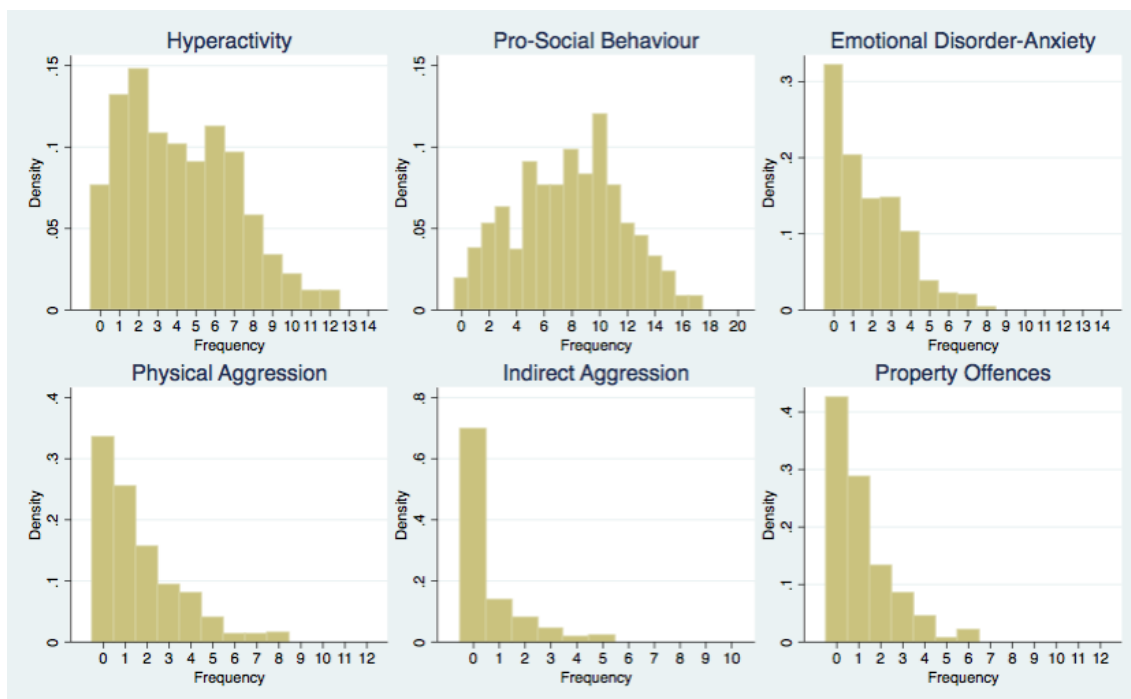 Hyperactivity
Density
0 .05 .1 .15
0 1 2 3 4 5 6 7 8 9 10 11 12 13 14
Frequency
Pro-Social Behaviour
Density
0 .05 .1 .15
0 2 4 6 8 10 12 14 16 18 20
Frequency
Emotional Disorder-Anxiety
Density
0 .1 .2 .3
0 1 2 3 4 5 6 7 8 9 10 11 12 13 14
Frequency
Physical Aggression
Density
0 .1 .2 .3 .4
0 1 2 3 4 5 6 7 8 9 10 11 12
Frequency
Indirect Aggression
Density
0 .2 .4 .6 .8
0 1 2 3 4 5 6 7 8 9 10
Frequency
Property Offences
Density
0 .1 .2 .3 .4
0 1 2 3 4 5 6 7 8 9 10 11 12
Frequency